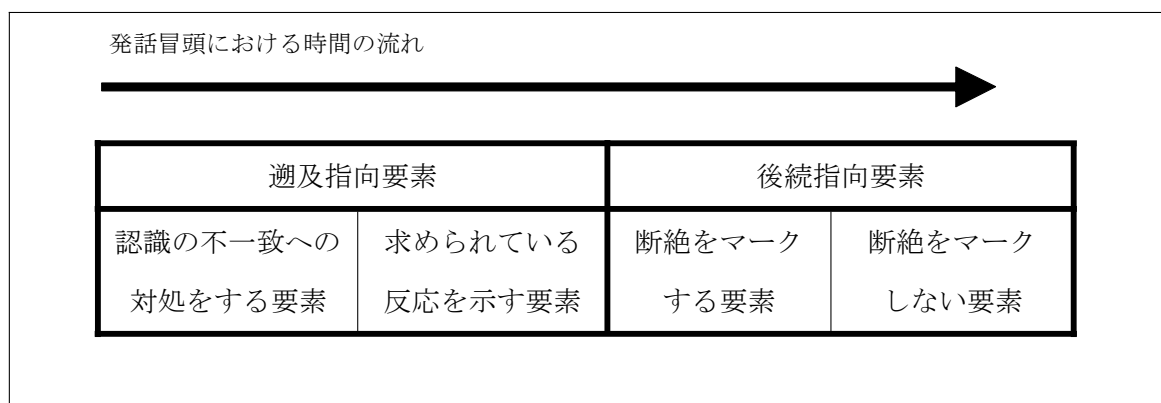 発話冒頭における時間の流れ
遡及指向要素
後続指向要素
認識の不一致への
対処をする要素
求められている
反応を示す要素
断絶をマーク
する要素
断絶をマーク
しない要素